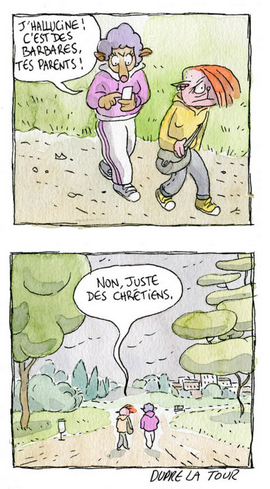 J'HALLUCINE !
C'EST DES
BARBARES,
TES PARENTS !
NON, JUSTE
DES CHRÉTIENS.
DUPRÉ LA TOUR